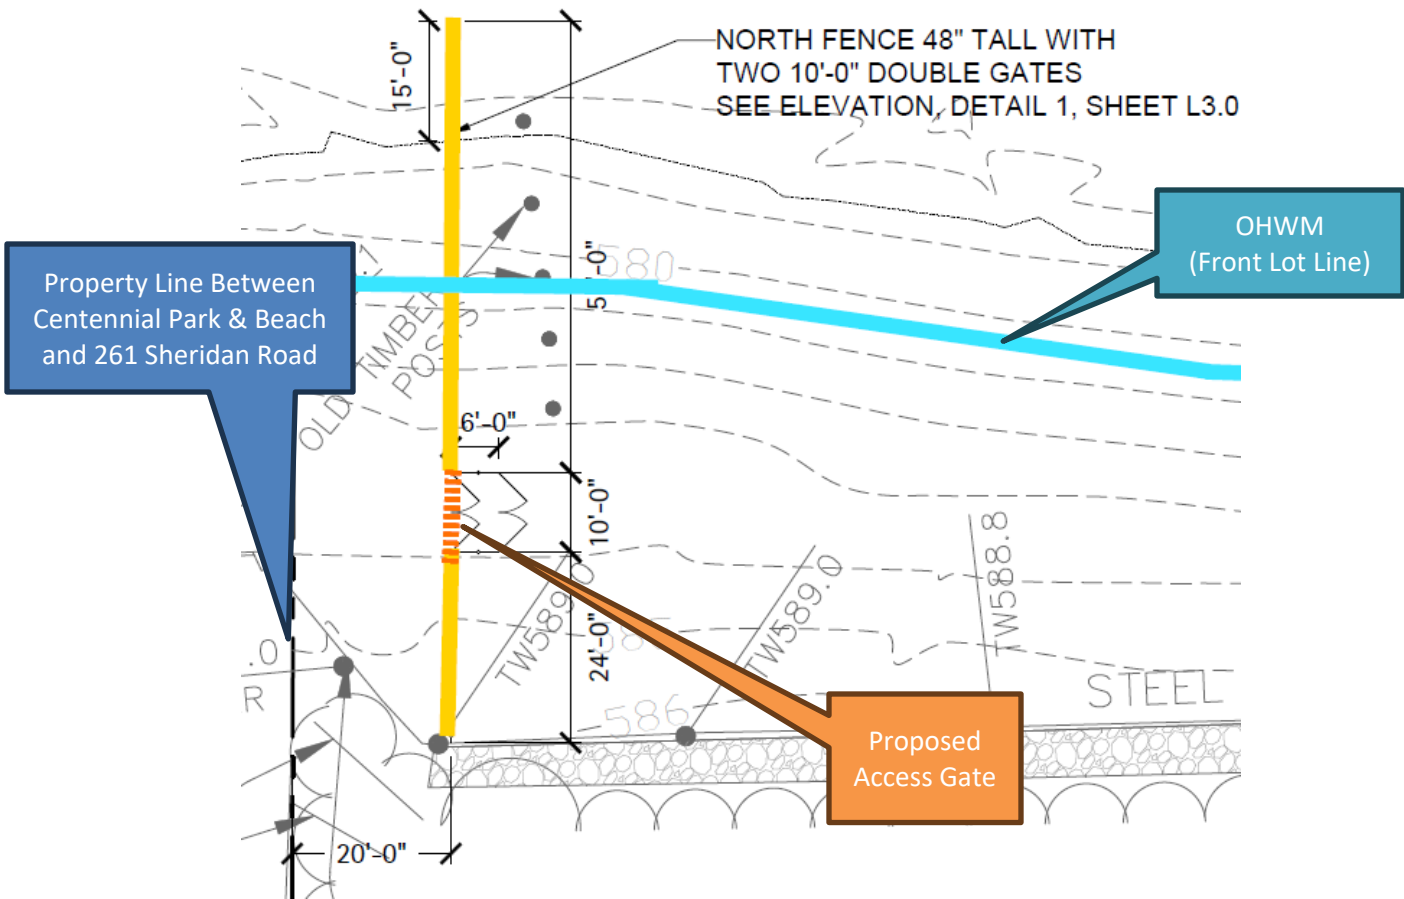 NORTH FENCE 48" TALL WITH
TWO 10'-0" DOUBLE GATES
SEE ELEVATION, DETAIL 1, SHEET L3.0
15'-0"
OHWM
(Front Lot Line)
Property Line Between
Centennial Park & Beach
and 261 Sheridan Road
580
OLD TIMBER
POSTS
6'-0"
10'-0"
24'-0"
TW589.0
TW589.0
TW588.8
.0
R
586
STEEL
Proposed
Access Gate
20'-0"